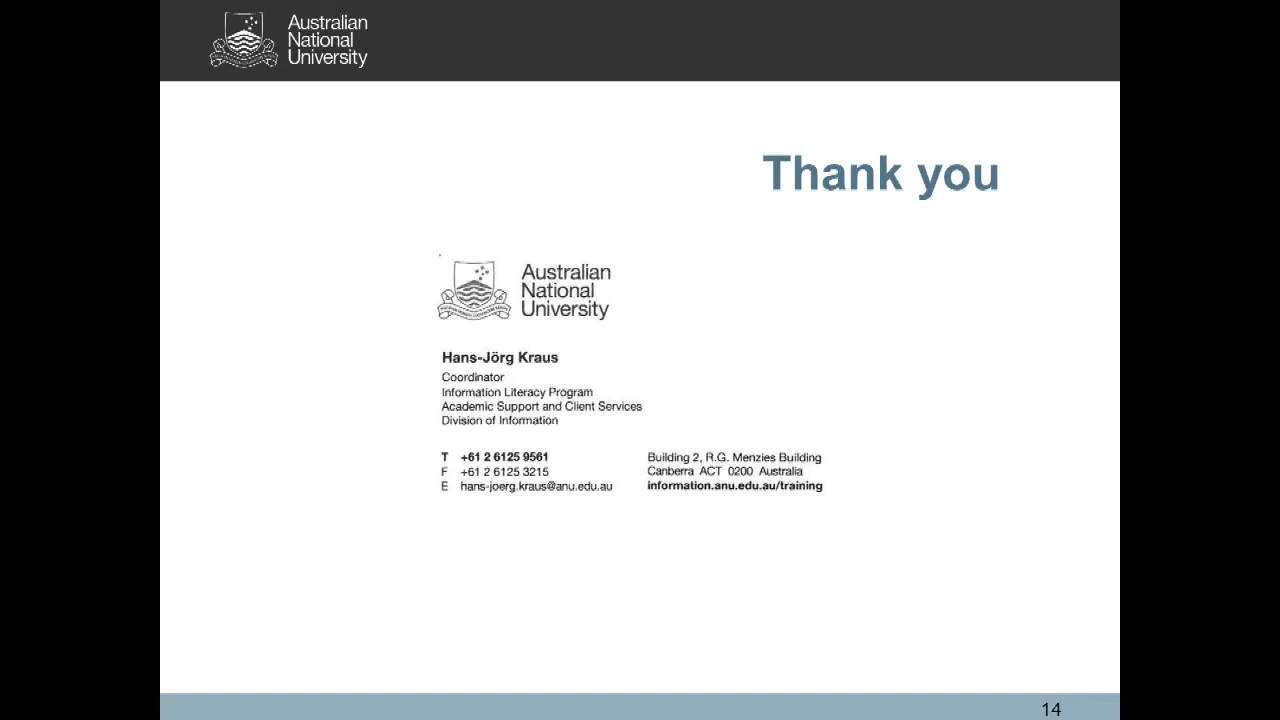 Australian
National
University
Thank you
Australian
National
University
Hans-Jörg Kraus
Coordinator
Information Literacy Program
Academic Support and Client Services
Division of Information
T +61 2 6125 9561
F +61 2 6125 3215
E hans-joerg.kraus@anu.edu.au
Building 2, R.G. Menzies Building
Canberra ACT 0200 Australia
information.anu.edu.au/training
14